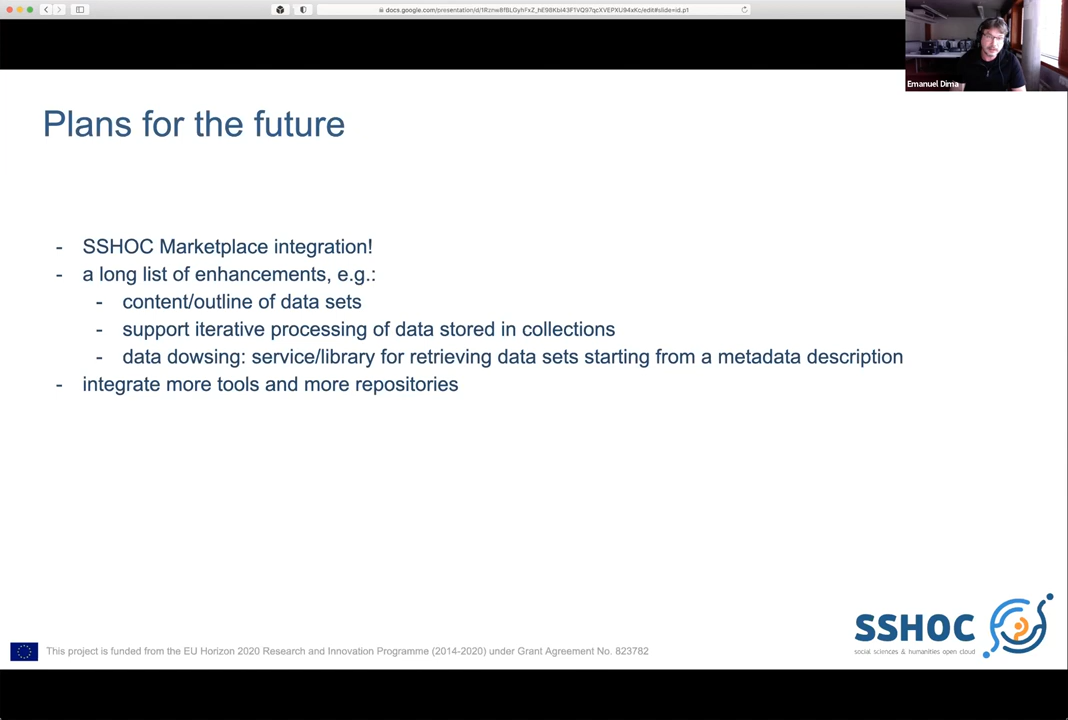 Emanuel Dima
Plans for the future
- SSHOC Marketplace integration!
- a long list of enhancements, e.g.:
- content/outline of data sets
- support iterative processing of data stored in collections
- data dowsing: service/library for retrieving data sets starting from a metadata description
- integrate more tools and more repositories
SSHOC
social sciences & humanities open cloud
This project is funded from the EU Horizon 2020 Research and Innovation Programme (2014-2020) under Grant Agreement No. 823782